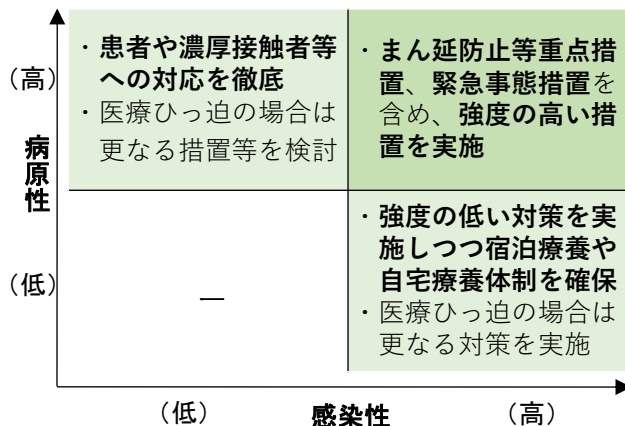 ・患者や濃厚接触者等
への対応を徹底
・医療ひっ迫の場合は
更なる措置等を検討
・まん延防止等重点措
置、緊急事態措置を
含め、強度の高い措
置を実施
（高）
病原性
（低）
―
・強度の低い対策を実
施しつつ宿泊療養や
自宅療養体制を確保
・医療ひっ迫の場合は
更なる対策を実施
（低）
感染性
（高）